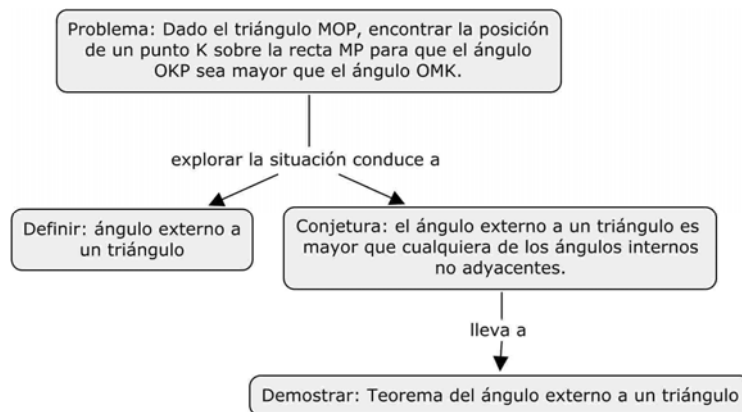 Problema: Dado el triángulo MOP, encontrar la posición
de un punto K sobre la recta MP para que el ángulo
OKP sea mayor que el ángulo OMK.
explorar la situación conduce a
Definir: ángulo externo a
un triángulo
Conjetura: el ángulo externo a un triángulo es
mayor que cualquiera de los ángulos internos
no adyacentes.
lleva a
Demostrar: Teorema del ángulo externo a un triángulo